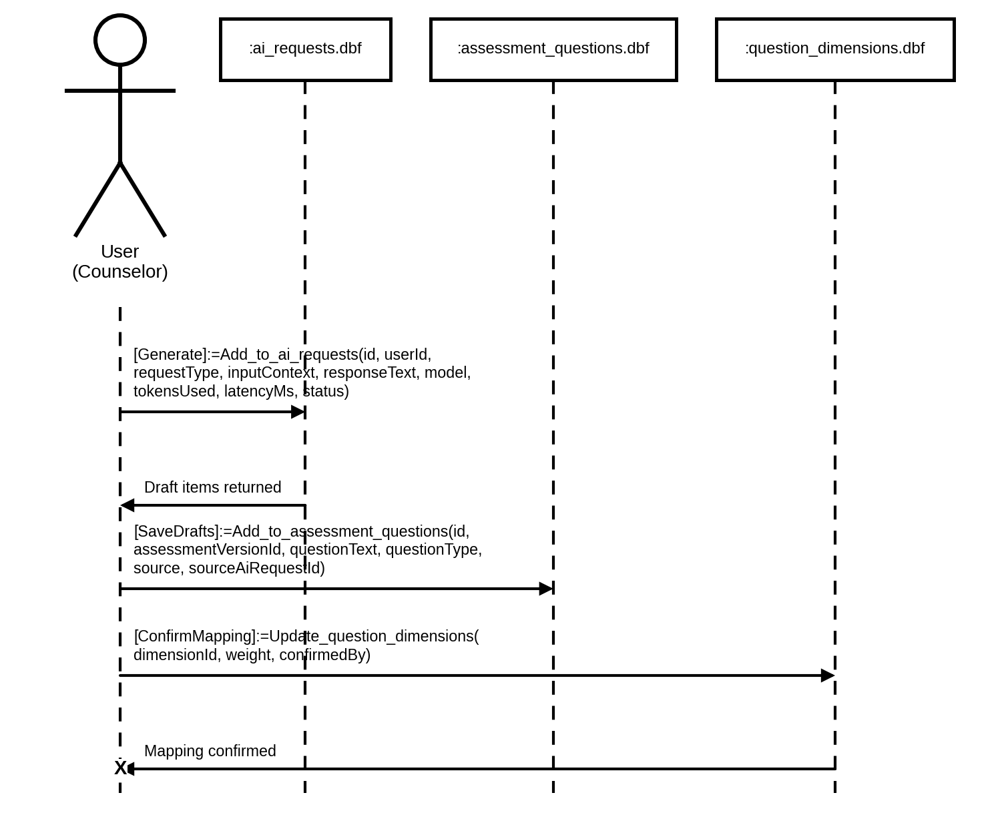 :ai_requests.dbf
:assessment_questions.dbf
:question_dimensions.dbf
User
(Counselor)
[Generate]:=Add_to_ai_requests(id, userId,
requestType, inputContext, responseText, model,
tokensUsed, latencyMs, status)
Draft items returned
[SaveDrafts]:=Add_to_assessment_questions(id,
assessmentVersionId, questionText, questionType,
source, sourceAiRequestId)
[ConfirmMapping]:=Update_question_dimensions(
dimensionId, weight, confirmedBy)
Mapping confirmed
X